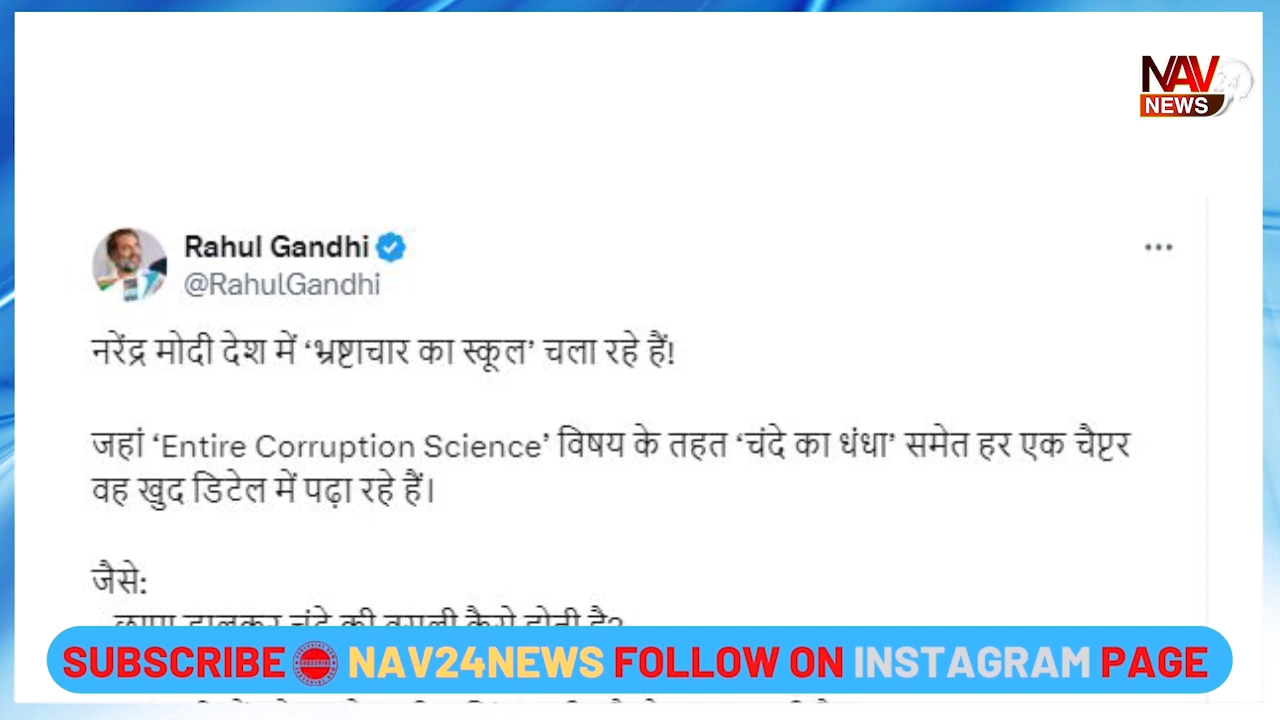 NAV24
NEWS
Rahul Gandhi
@RahulGandhi
नरेंद्र मोदी देश में ‘भ्रष्टाचार का स्कूल’ चला रहे हैं!
जहां ‘Entire Corruption Science’ विषय के तहत ‘चंदे का धंधा’ समेत हर एक चैप्टर
वह खुद डिटेल में पढ़ा रहे हैं।
जैसे:
चंदे की वसूली कैसे होती है?
SUBSCRIBE NAV24NEWS FOLLOW ON INSTAGRAM PAGE